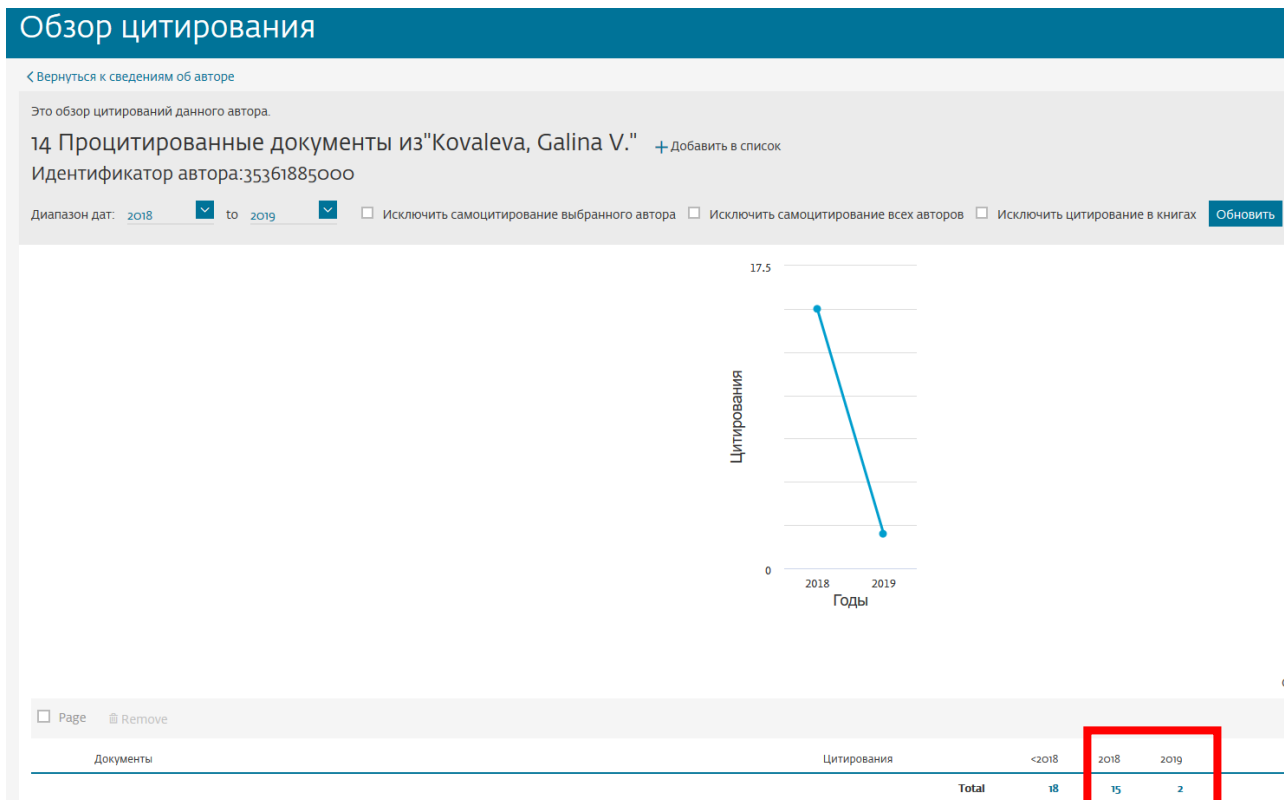 Обзор цитирования
Вернуться к сведениям об авторе
Это обзор цитирований данного автора.
14 Процитированные документы из"Kovaleva, Galina V." +Добавить в список
Идентификатор автора:35361885000
Диапазон дат: 2018 to 2019 Исключить самоцитирование выбранного автора Исключить самоцитирование всех авторов Исключить цитирование в книгах Обновить
17.5
Цитирования
0
2018 2019
Годы
Page Remove
Документы Цитирования <2018 2018 2019
Total 18 15 2